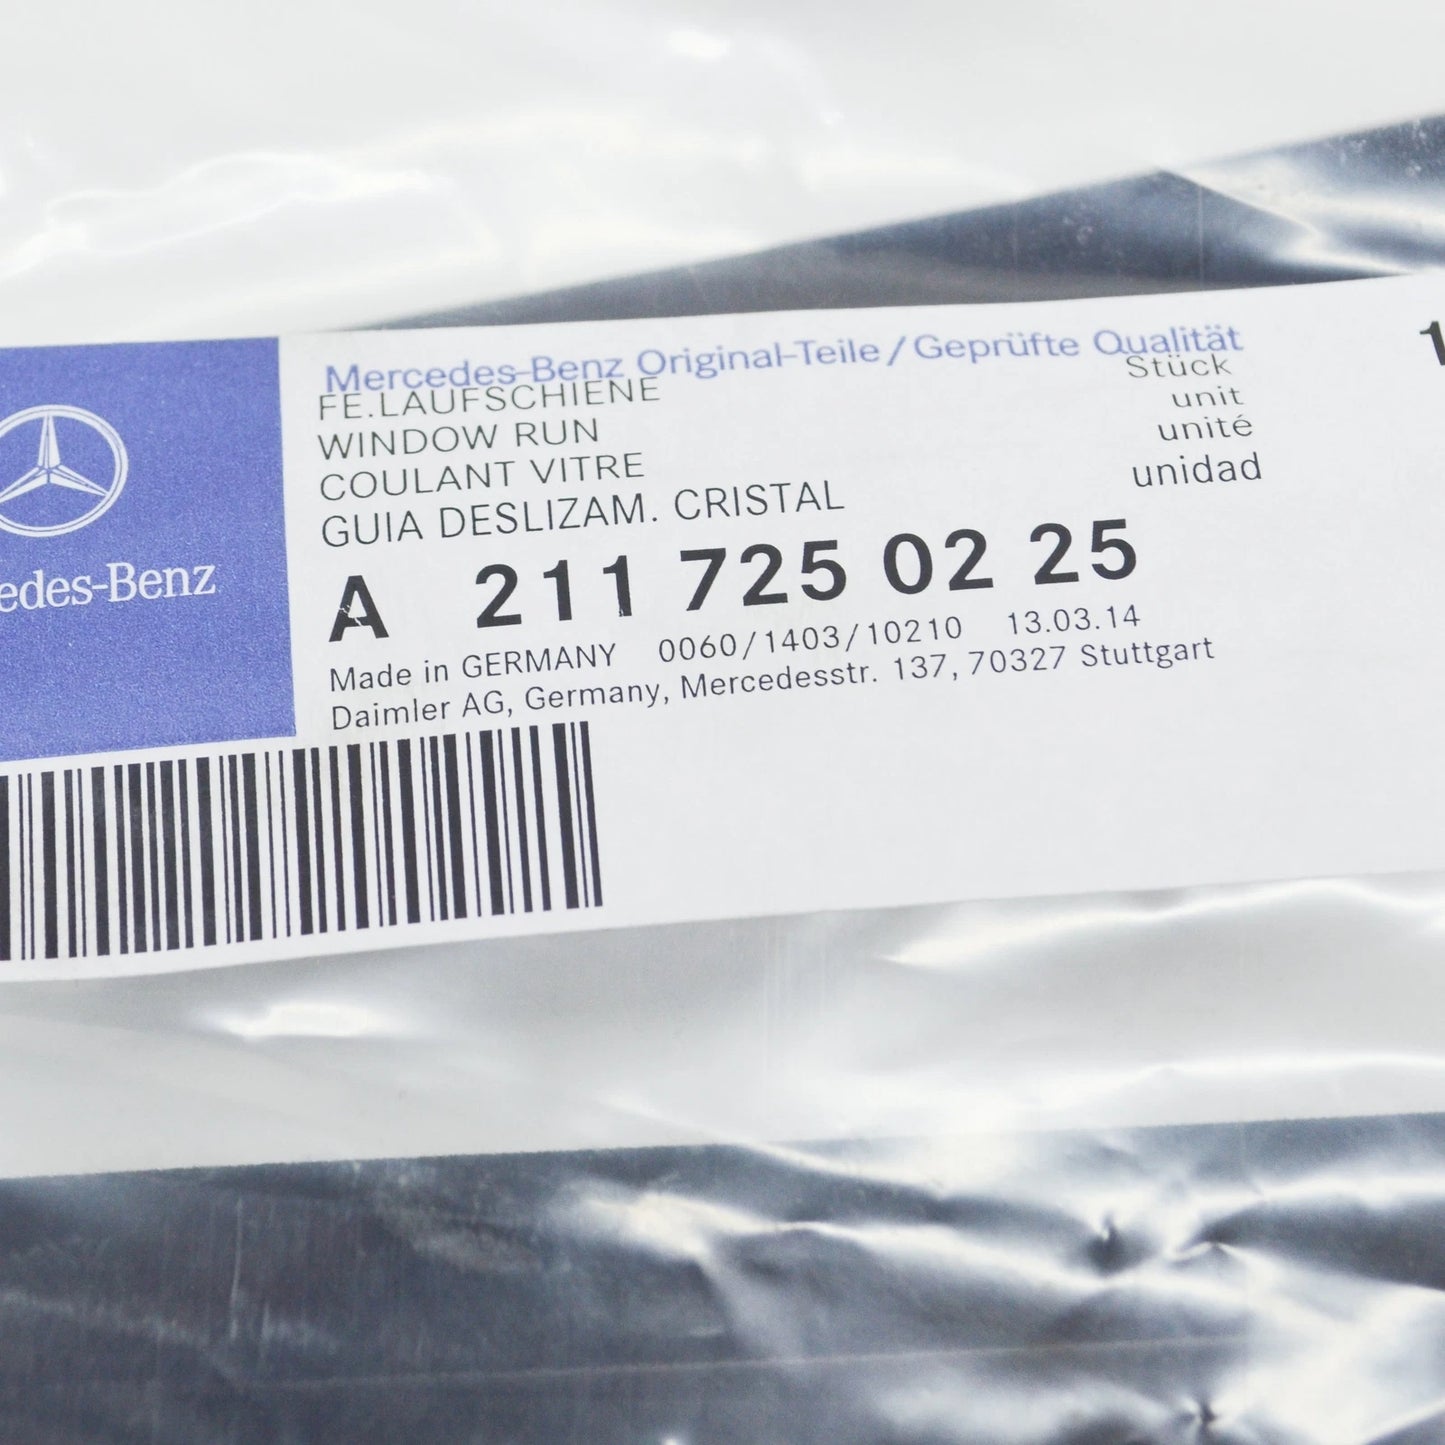 Mercedes-Benz Original-Teile/Geprüfte Qualität
FE.LAUFSCHIENE Stück 1
WINDOW RUN unit
COULANT VITRE unité
GUIA DESLIZAM. CRISTAL unidad
A 211 725 02 25
Made in GERMANY 0060/1403/10210 13.03.14
Daimler AG, Germany, Mercedesstr. 137, 70327 Stuttgart
edes-Benz